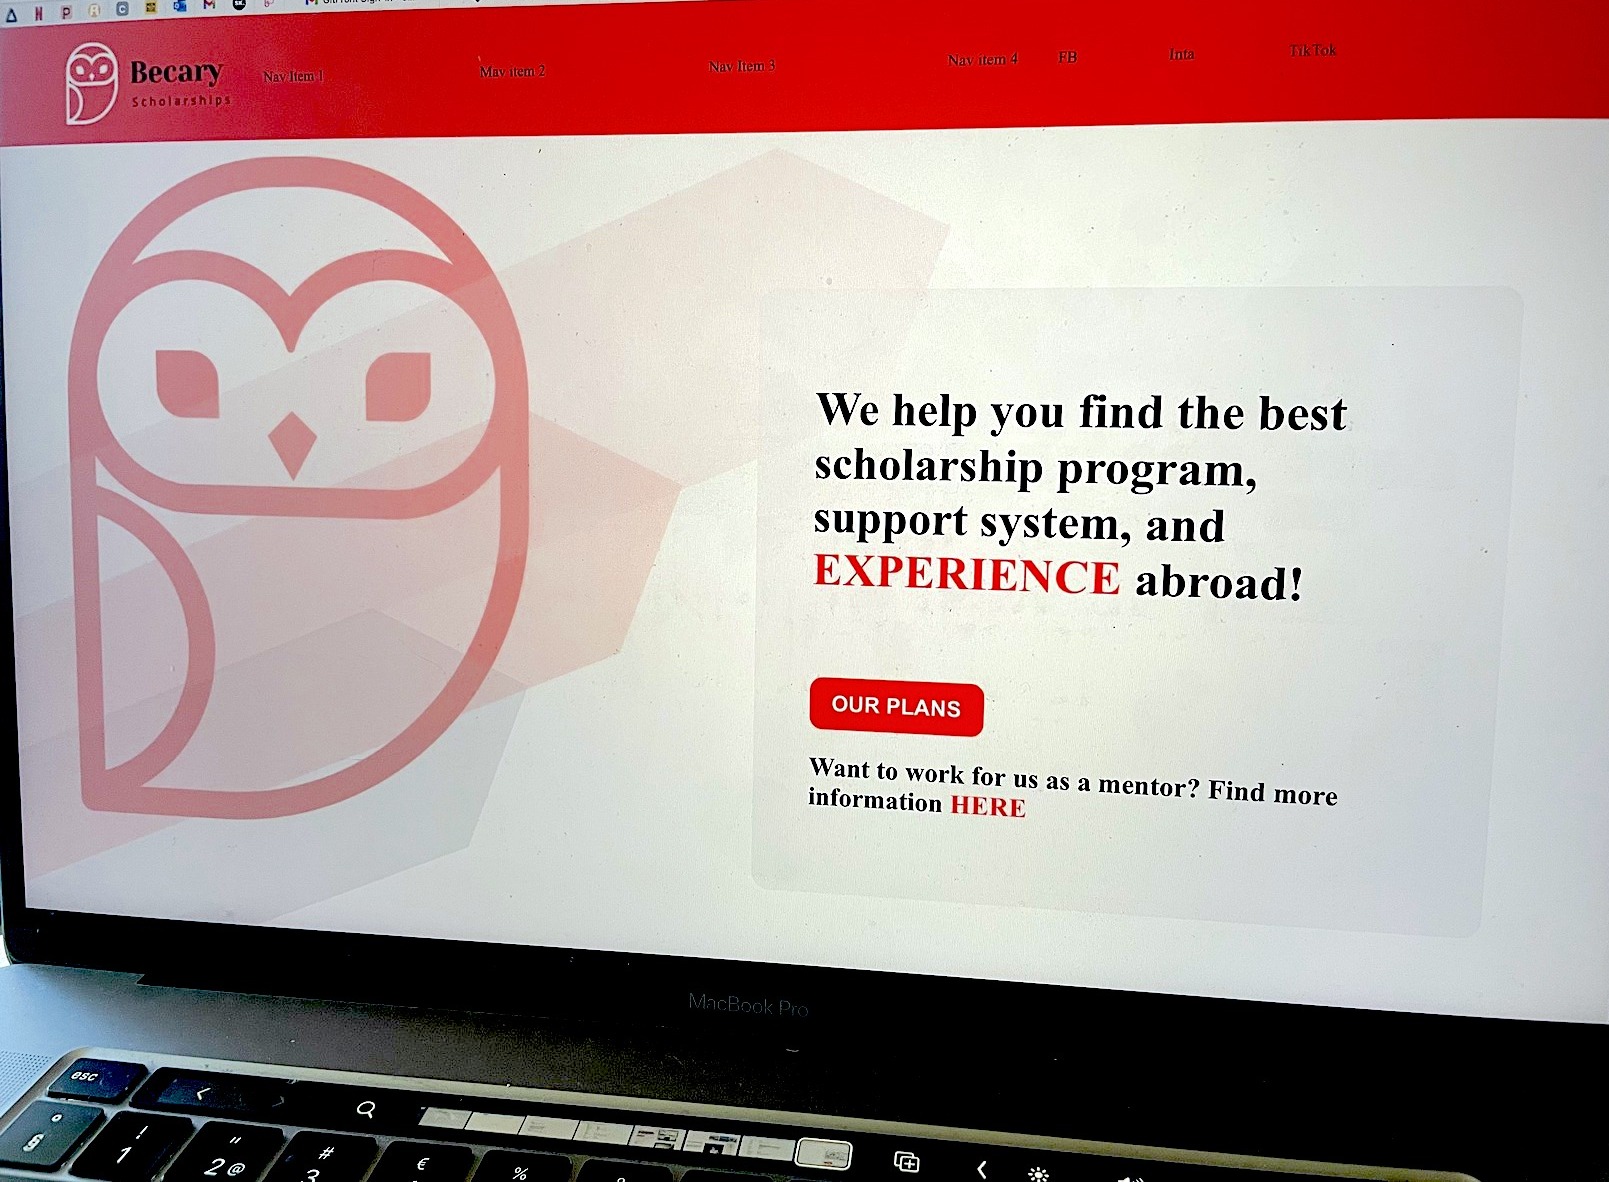 Becary
Scholarships
Nav Item 1
Mav item 2
Nav Item 3
Nav item 4
FB
Inta
TikTok
We help you find the best
scholarship program,
support system, and
EXPERIENCE abroad!
OUR PLANS
Want to work for us as a mentor? Find more
information HERE
MacBook Pro
esc
° § ! 1 " 2 @ # 3 € %